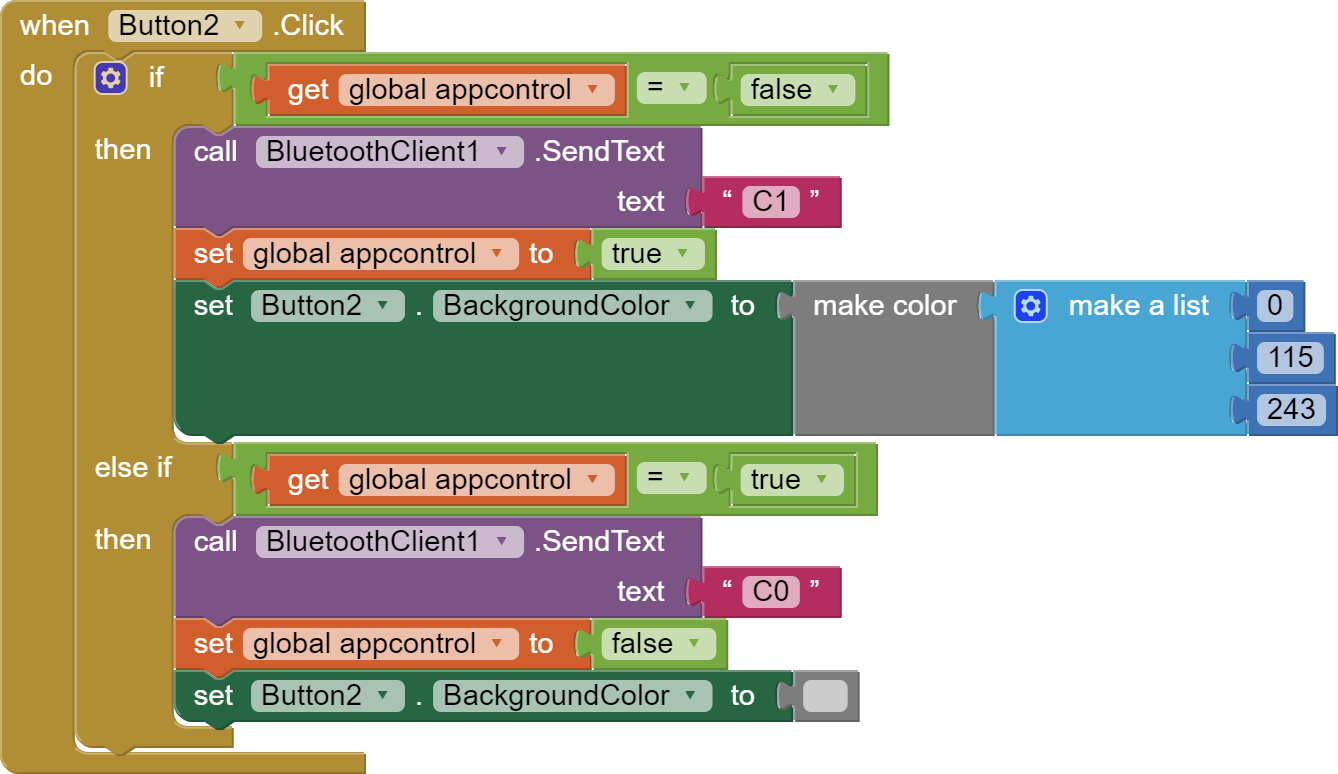 when Button2 .Click
do if get global appcontrol = false
then call BluetoothClient1 .SendText
text “ C1 ”
set global appcontrol to true
set Button2 . BackgroundColor to make color make a list 0
115
243
else if get global appcontrol = true
then call BluetoothClient1 .SendText
text “ C0 ”
set global appcontrol to false
set Button2 . BackgroundColor to